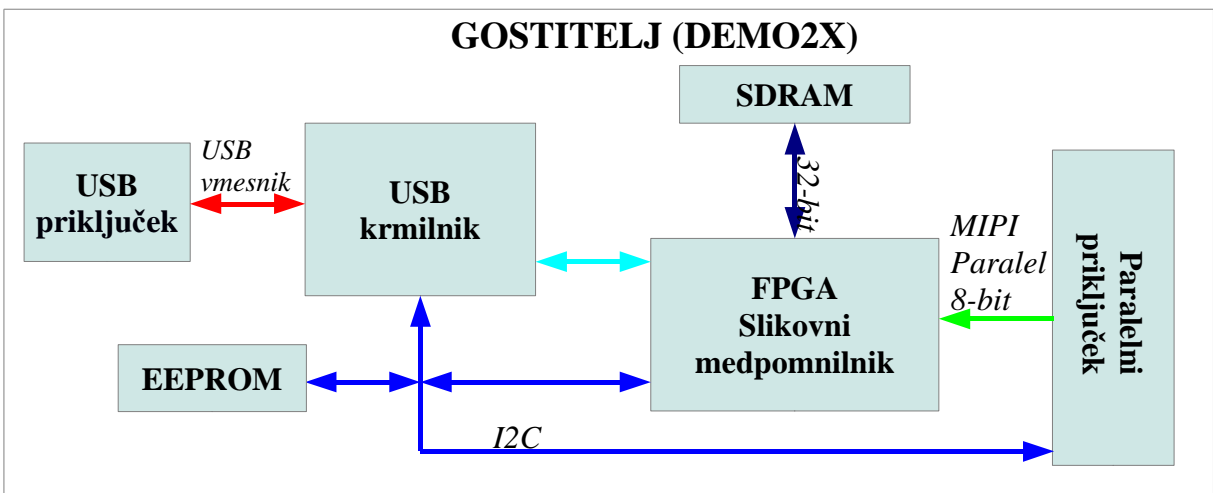 GOSTITELJ (DEMO2X)
SDRAM
USB
priključek
USB
vmesnik
USB
krmilnik
32-bit
FPGA
Slikovni
medpomnilnik
MIPI
Paralel
8-bit
Paralelni
priključek
EEPROM
I2C